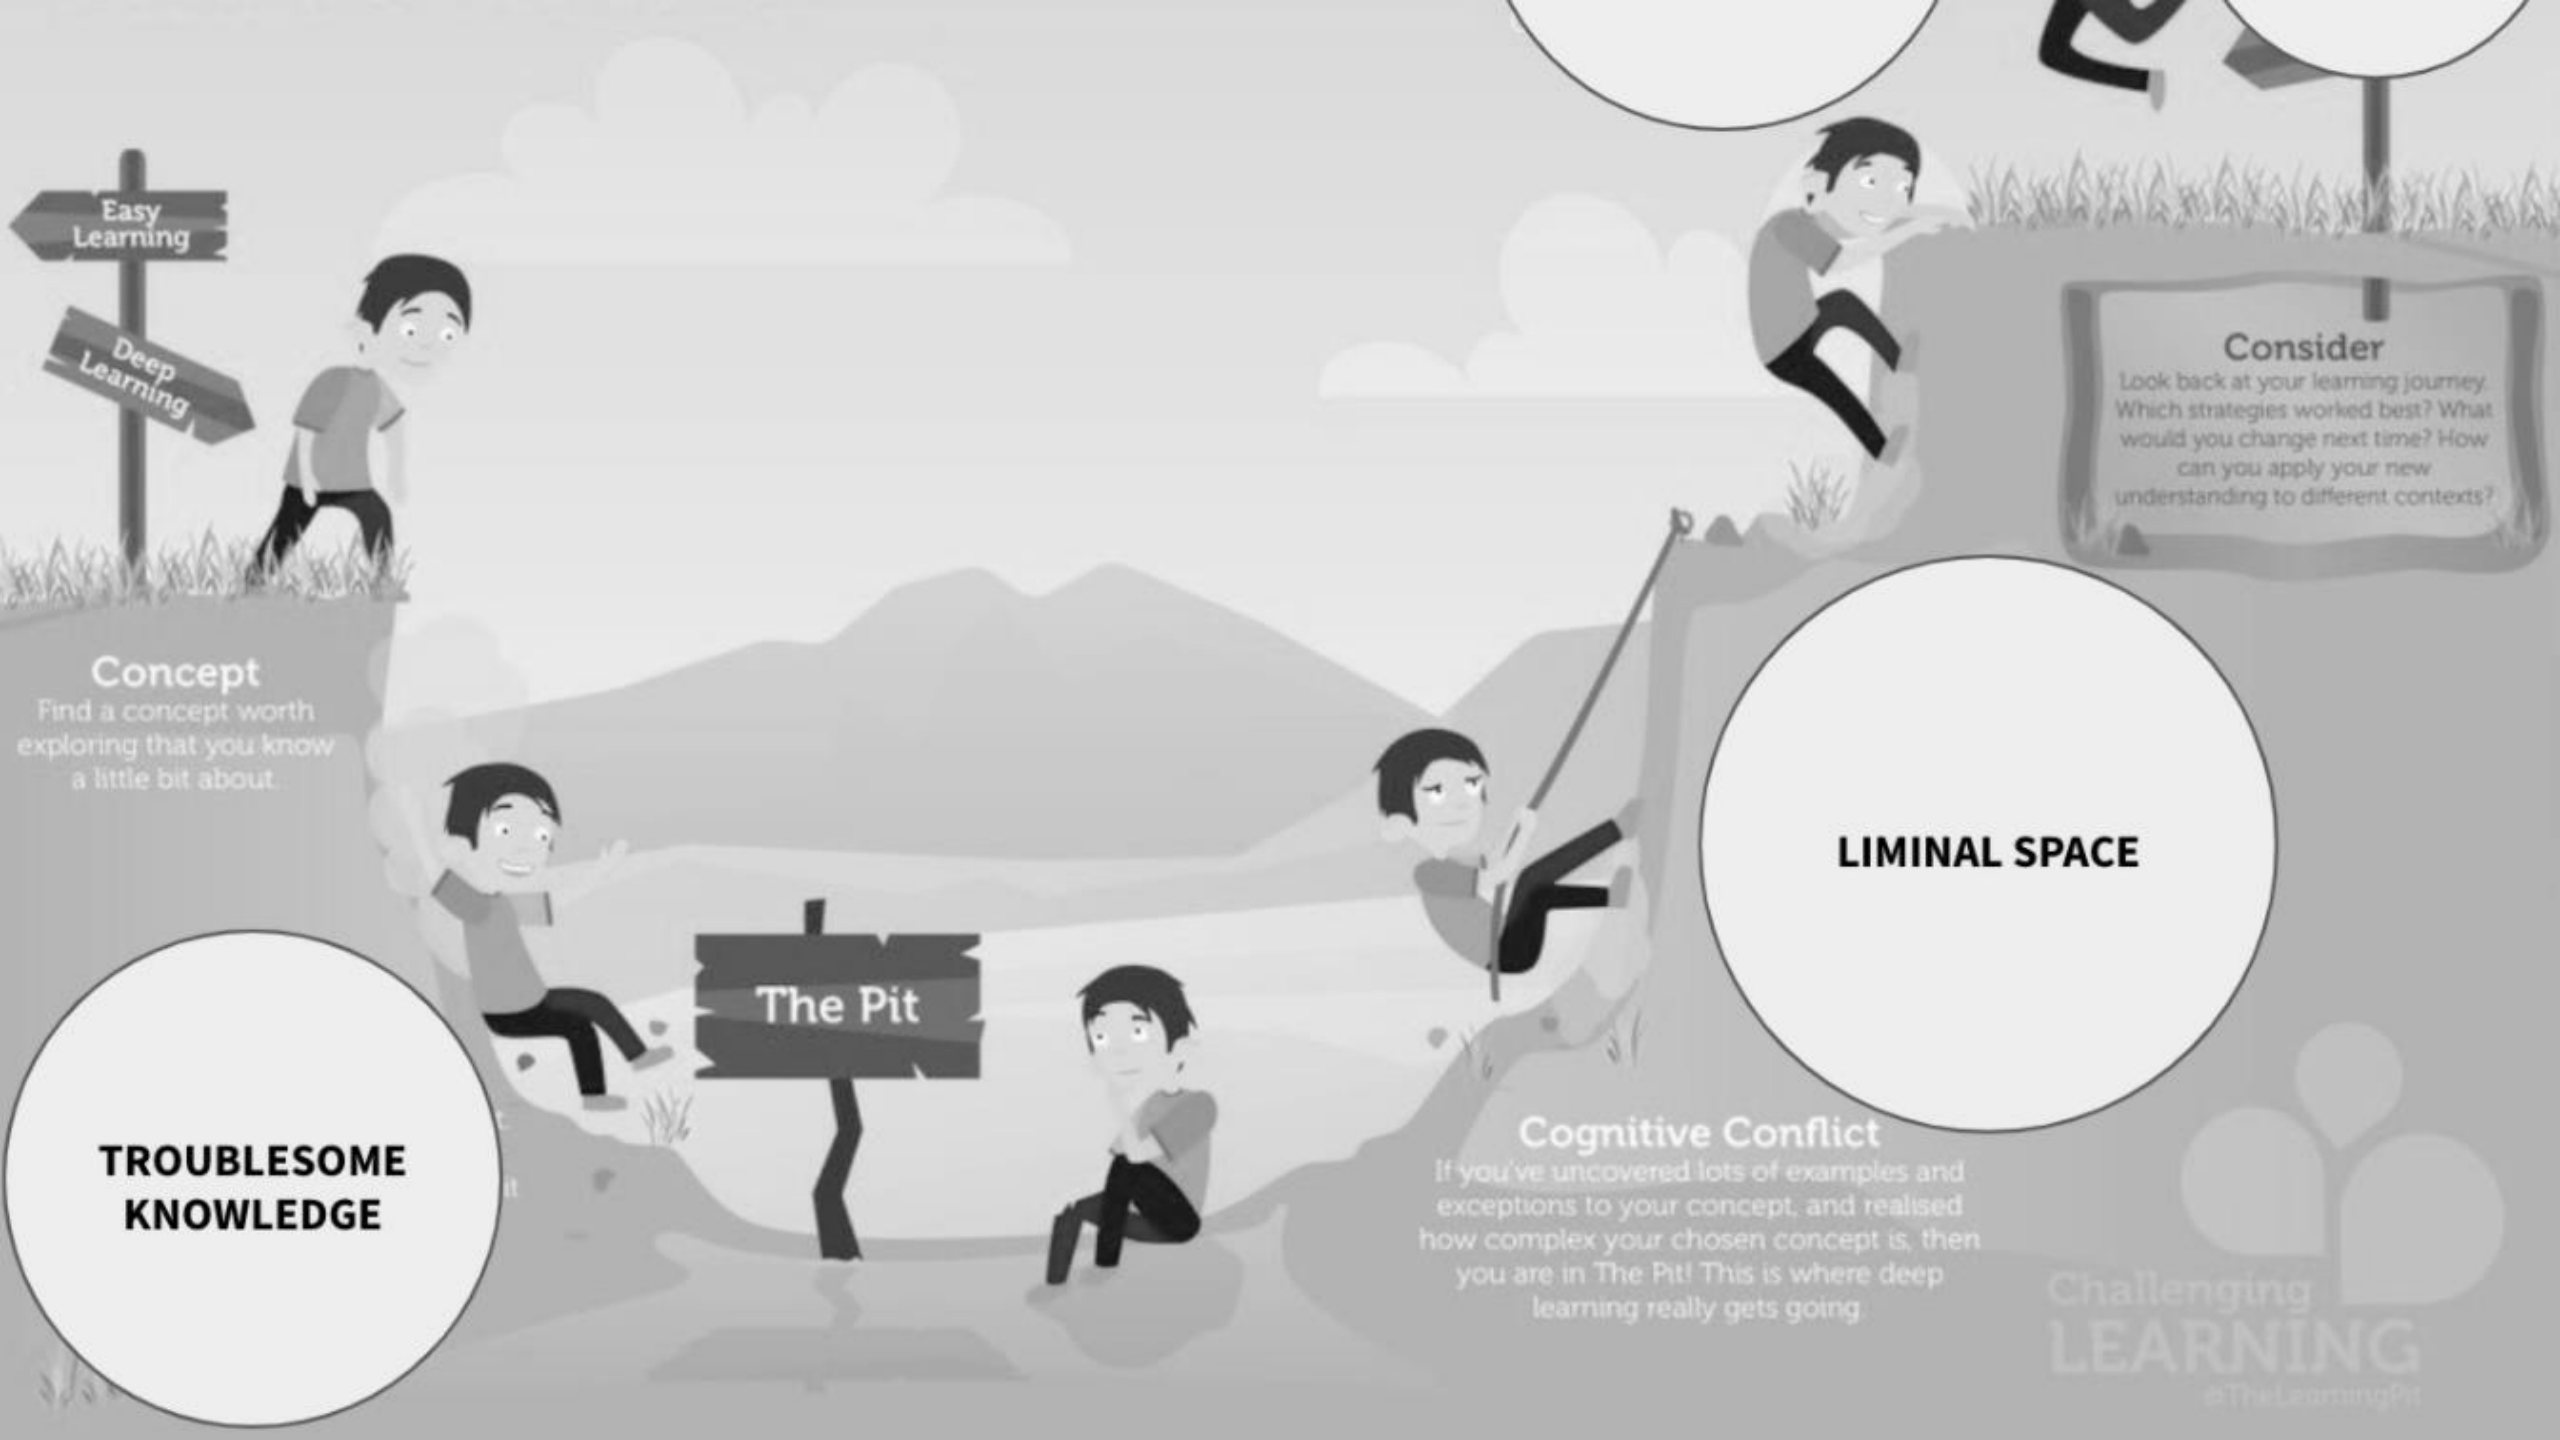 Easy
Learning
Deep
Learning
Concept
Find a concept worth
exploring that you know
a little bit about.
TROUBLESOME
KNOWLEDGE
it
The Pit
Cognitive Conflict
If you've uncovered lots of examples and
exceptions to your concept, and realised
how complex your chosen concept is, then
you are in The Pit! This is where deep
learning really gets going.
LIMINAL SPACE
Consider
Look back at your learning journey.
Which strategies worked best? What
would you change next time? How
can you apply your new
understanding to different contexts?
Challenging
LEARNING
@TheLearningPit